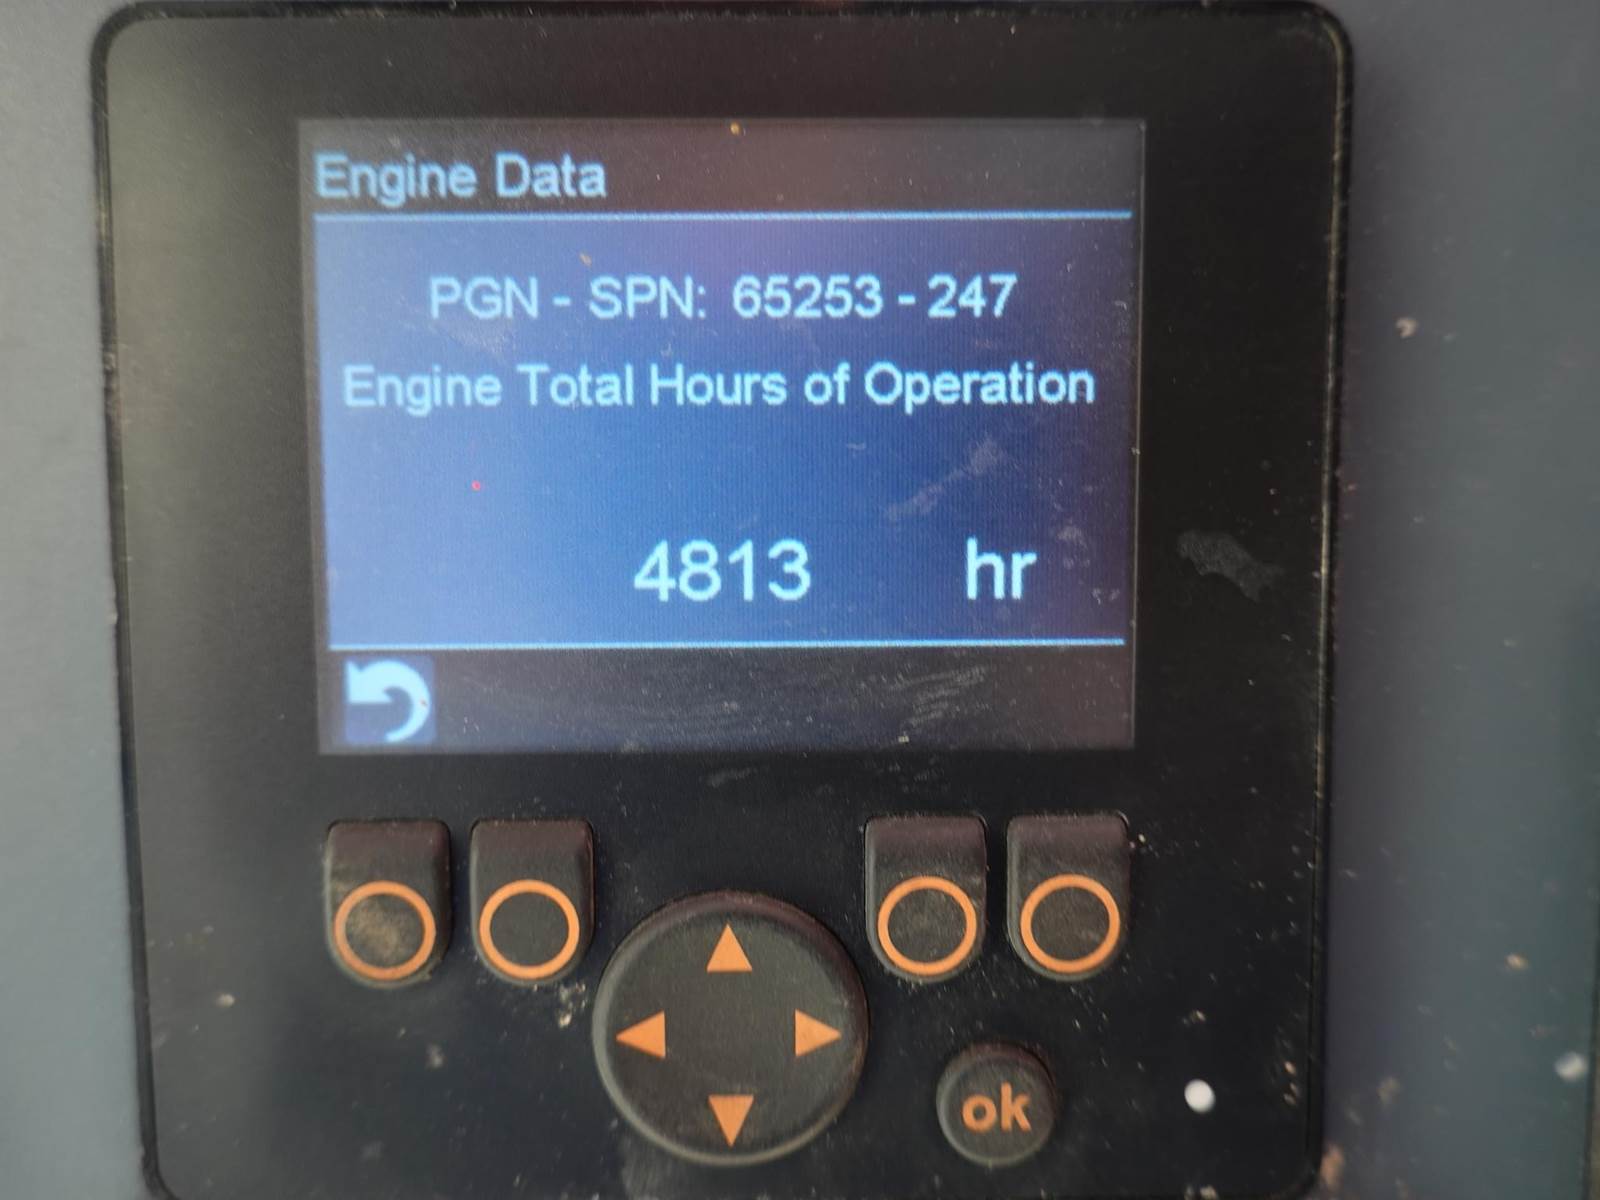 Engine Data
PGN - SPN: 65253 - 247
Engine Total Hours of Operation
4813 hr
ok